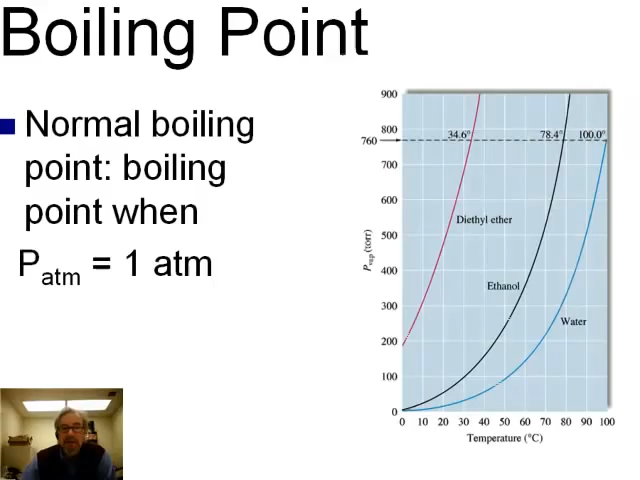 Boiling Point
Normal boiling
point: boiling
point when
Patm = 1 atm
900
800
760
700
600
500
400
300
200
100
0
Pvap (torr)
34.6°
78.4°
100.0°
Diethyl ether
Ethanol
Water
0 10 20 30 40 50 60 70 80 90 100
Temperature (°C)